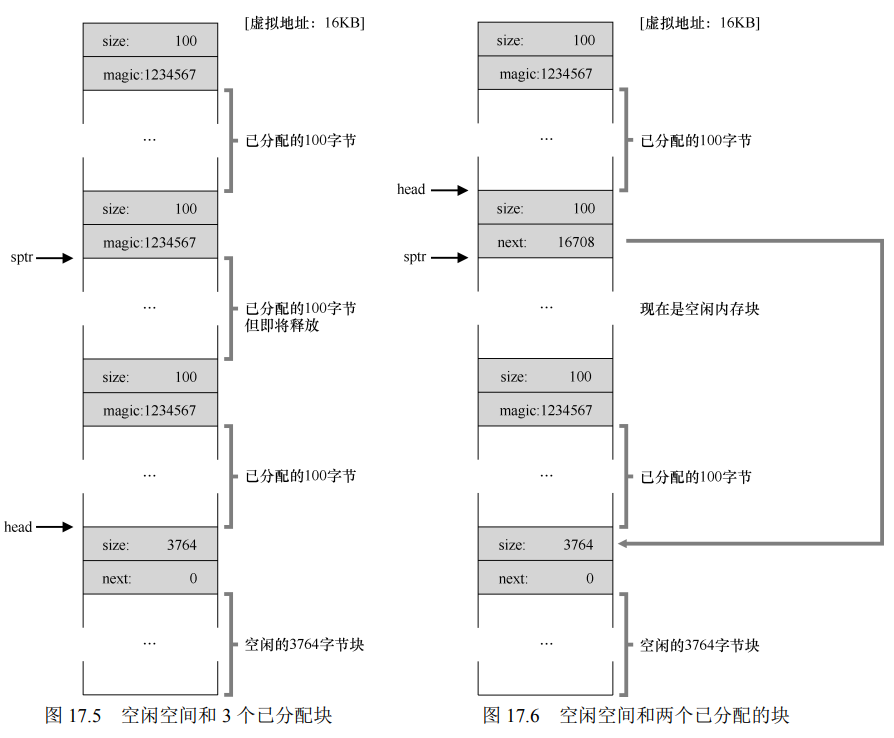 [虚拟地址：16KB]
size: 100
magic:1234567
...
已分配的100字节
size: 100
magic:1234567
sptr
...
已分配的100字节
但即将释放
size: 100
magic:1234567
...
已分配的100字节
head
size: 3764
next: 0
...
空闲的3764字节块
图 17.5 空闲空间和 3 个已分配块
[虚拟地址：16KB]
size: 100
magic:1234567
...
已分配的100字节
head
size: 100
next: 16708
sptr
...
现在是空闲内存块
size: 100
magic:1234567
...
已分配的100字节
size: 3764
next: 0
...
空闲的3764字节块
图 17.6 空闲空间和两个已分配的块